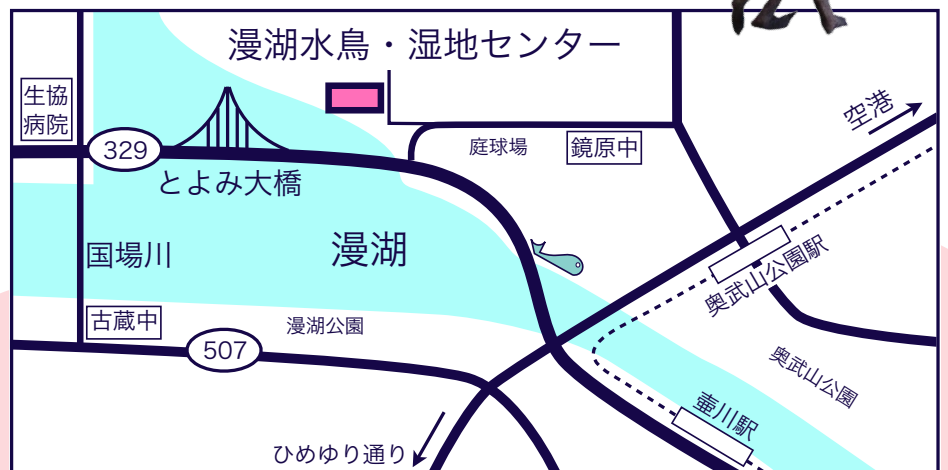 漫湖水鳥・湿地センター
生協
病院
空港
329
庭球場
鏡原中
とよみ大橋
国場川
漫湖
奥武山公園駅
古蔵中
漫湖公園
507
奥武山公園
壷川駅
ひめゆり通り